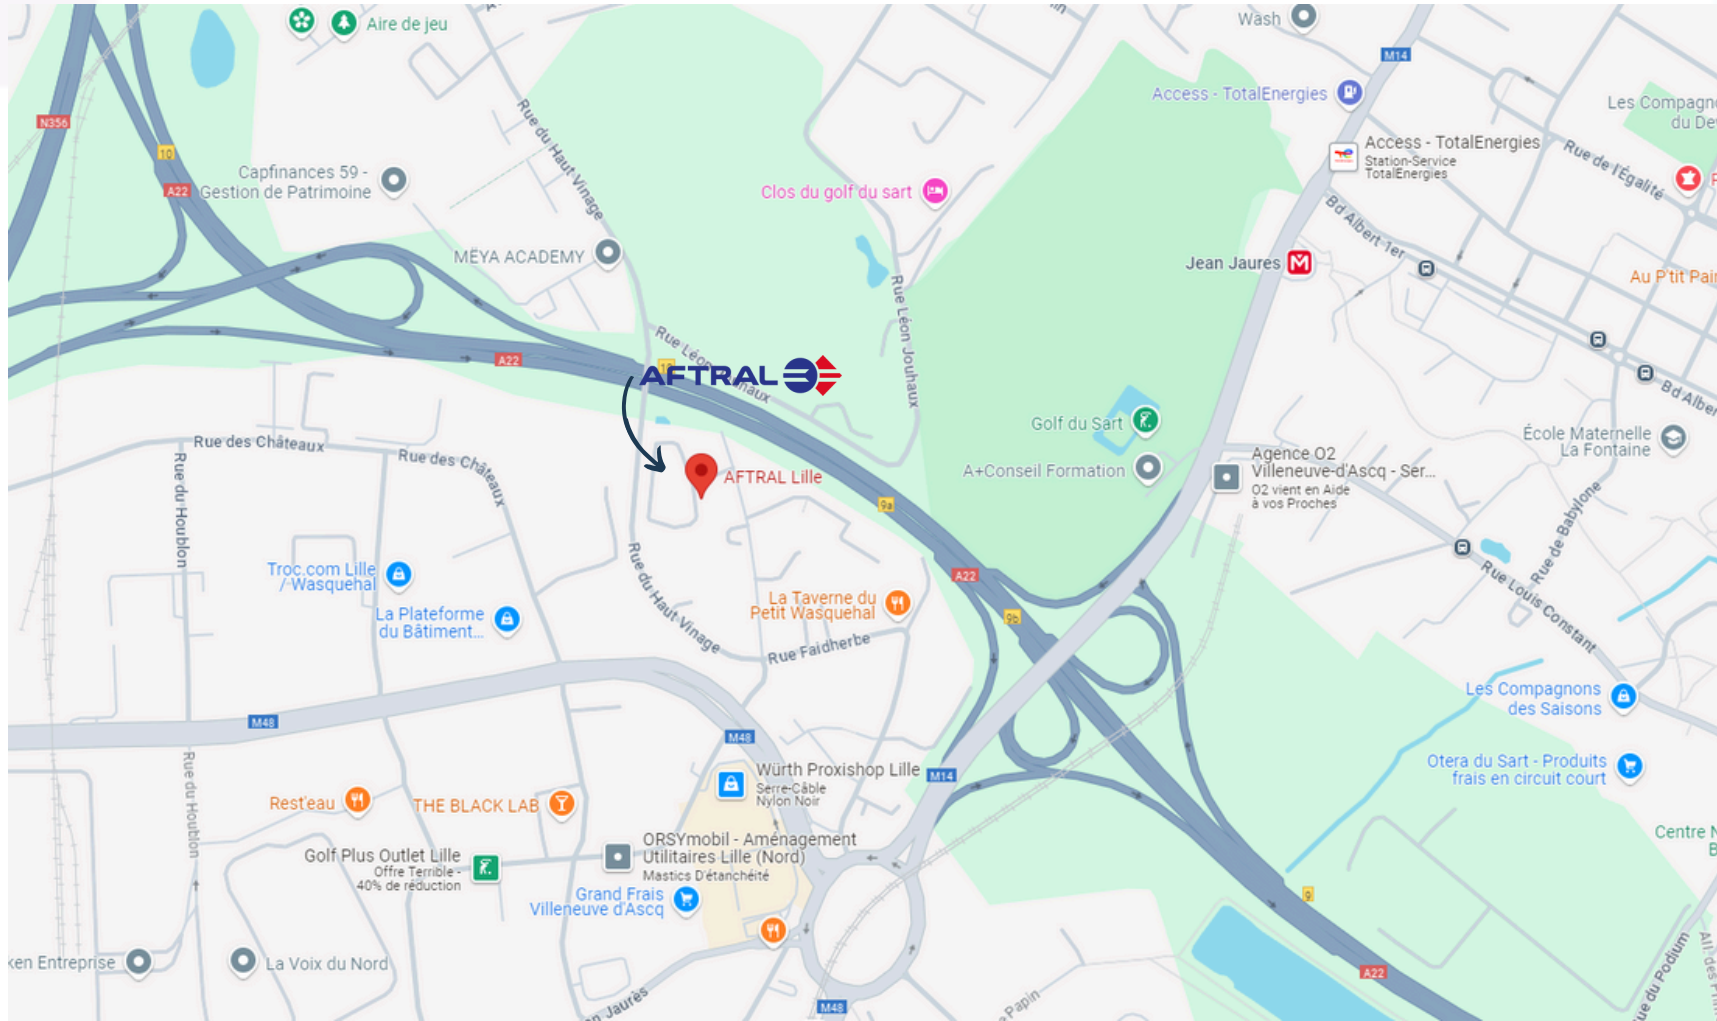 Aire de jeu
Wash
M14
N356
Access - TotalEnergies
Access - TotalEnergies
Station-Service
TotalEnergies
Les Compagn
du De
10
A22
Capfinances 59 -
Gestion de Patrimoine
Rue du Haut Vinage
Clos du golf du sart
Rue de l'Égalité
Bd Albert 1er
MËYA ACADEMY
Jean Jaures
Au P'tit Pain
Rue Léon Jouhaux
Rue Léon Jouhaux
A22
AFTRAL
Bd Alber
Golf du Sart
École Maternelle
La Fontaine
Rue des Châteaux
Rue des Châteaux
Rue du Houblon
AFTRAL Lille
A+Conseil Formation
Agence O2
Villeneuve-d'Ascq - Ser...
O2 vient en Aide
à vos Proches
9a
Rue de Babylone
Troc.com Lille
/ Wasquehal
A22
La Plateforme
du Bâtiment...
Rue du Haut Vinage
La Taverne du
Petit Wasquehal
9b
Rue Louis Constant
Rue Faidherbe
Les Compagnons
des Saisons
M48
M48
Würth Proxishop Lille
Serre-Câble
Nylon Noir
M14
Otera du Sart - Produits
frais en circuit court
Rue du Houblon
Rest'eau
THE BLACK LAB
Centre N
B
ORSYmobil - Aménagement
Utilitaires Lille (Nord)
Mastics D'étanchéité
Golf Plus Outlet Lille
Offre Terrible -
40% de réduction
Grand Frais
Villeneuve d'Ascq
9
ken Entreprise
La Voix du Nord
A22
ue du Podium
All. des
an Jaurès
M48
e Papin